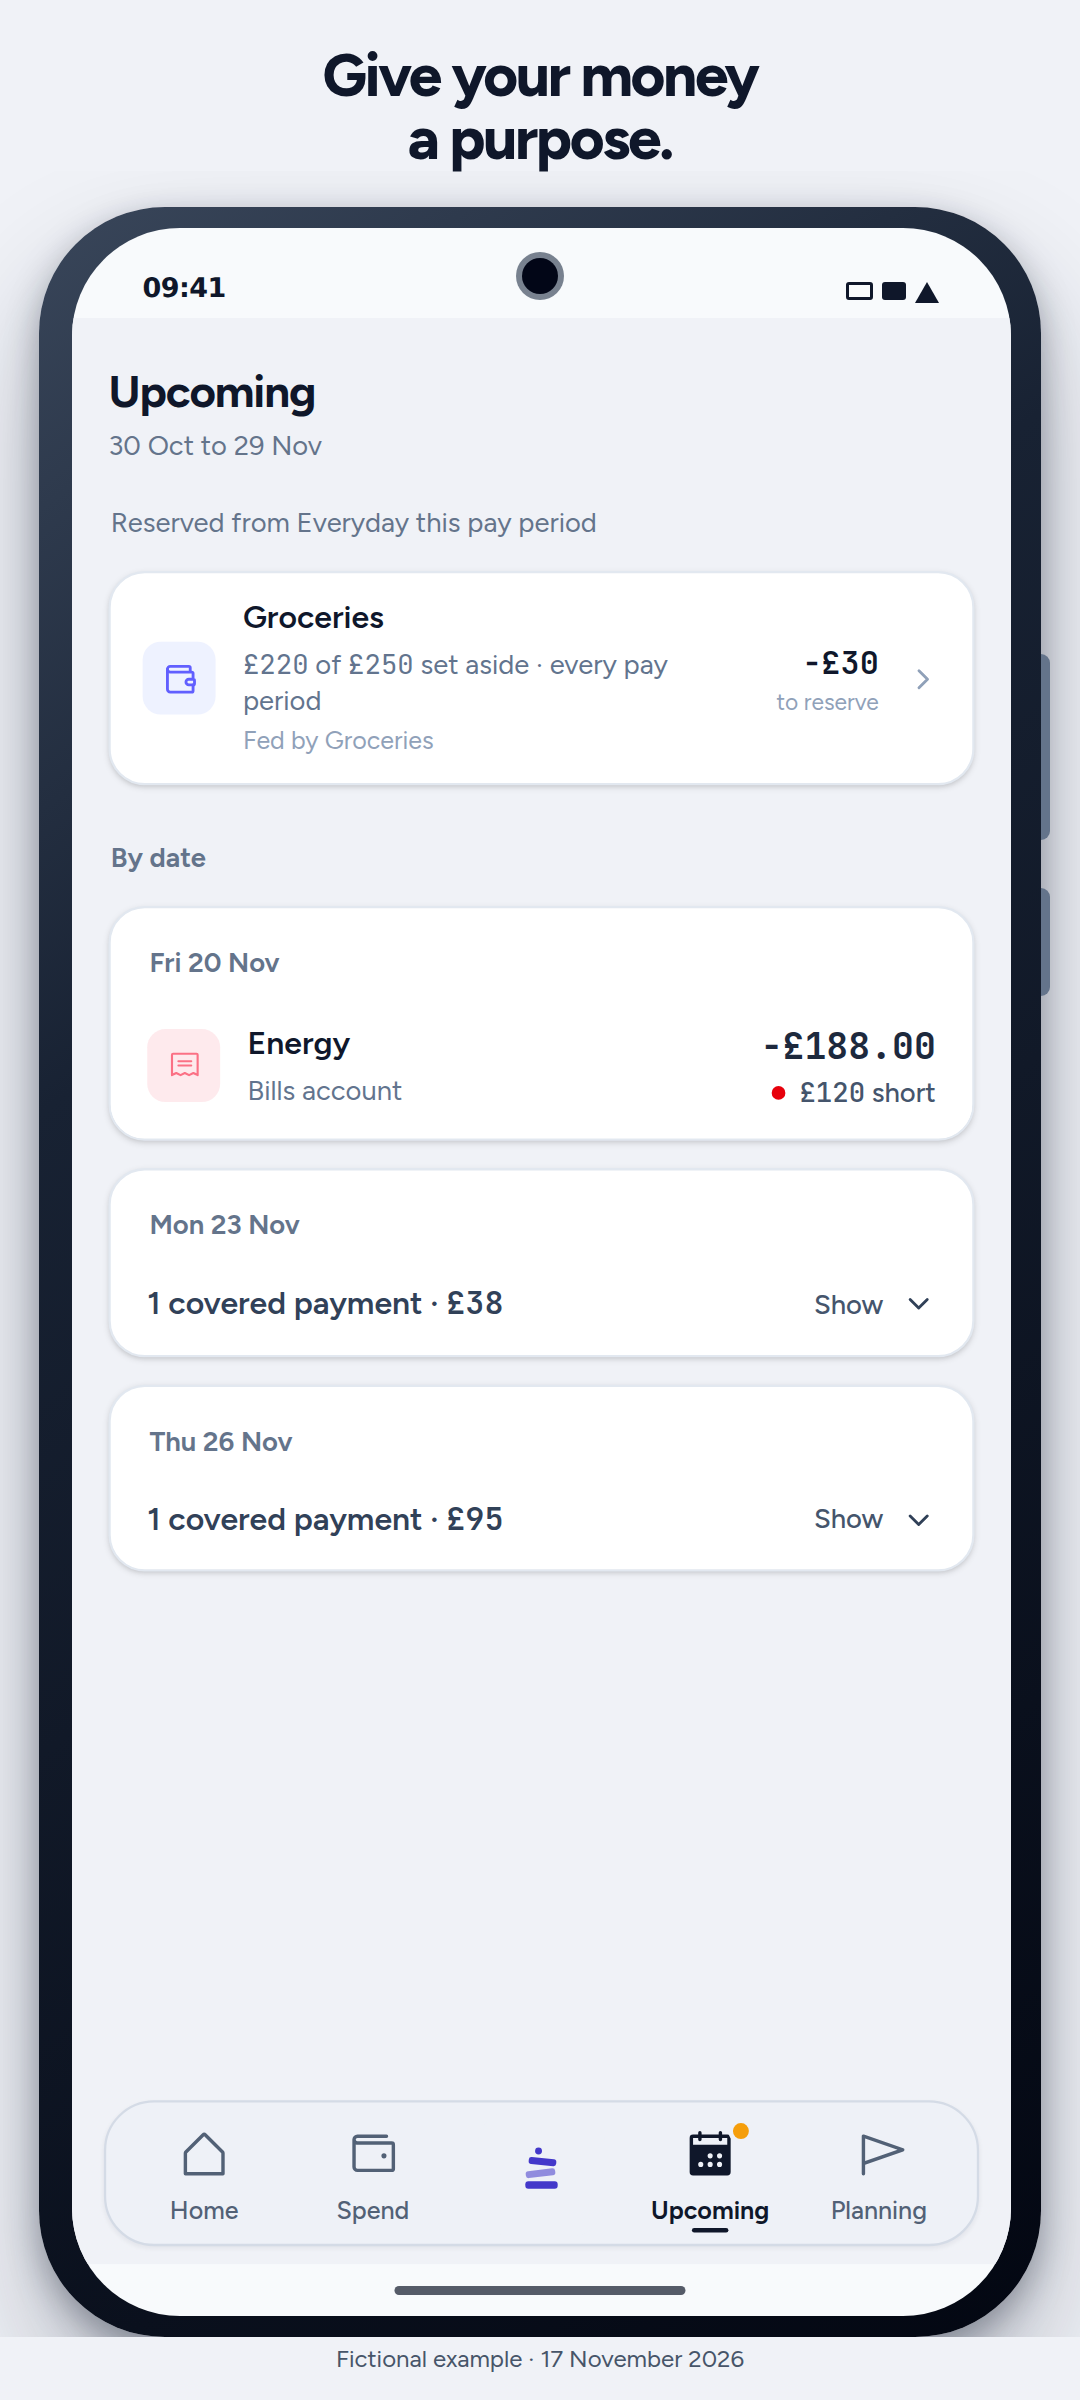 Give your money
a purpose.
09:41
Upcoming
30 Oct to 29 Nov
Reserved from Everyday this pay period
Groceries
£220 of £250 set aside · every pay
period
Fed by Groceries
-£30
to reserve
By date
Fri 20 Nov
Energy
Bills account
-£188.00
£120 short
Mon 23 Nov
1 covered payment · £38
Show
Thu 26 Nov
1 covered payment · £95
Show
Home
Spend
Upcoming
Planning
Fictional example · 17 November 2026